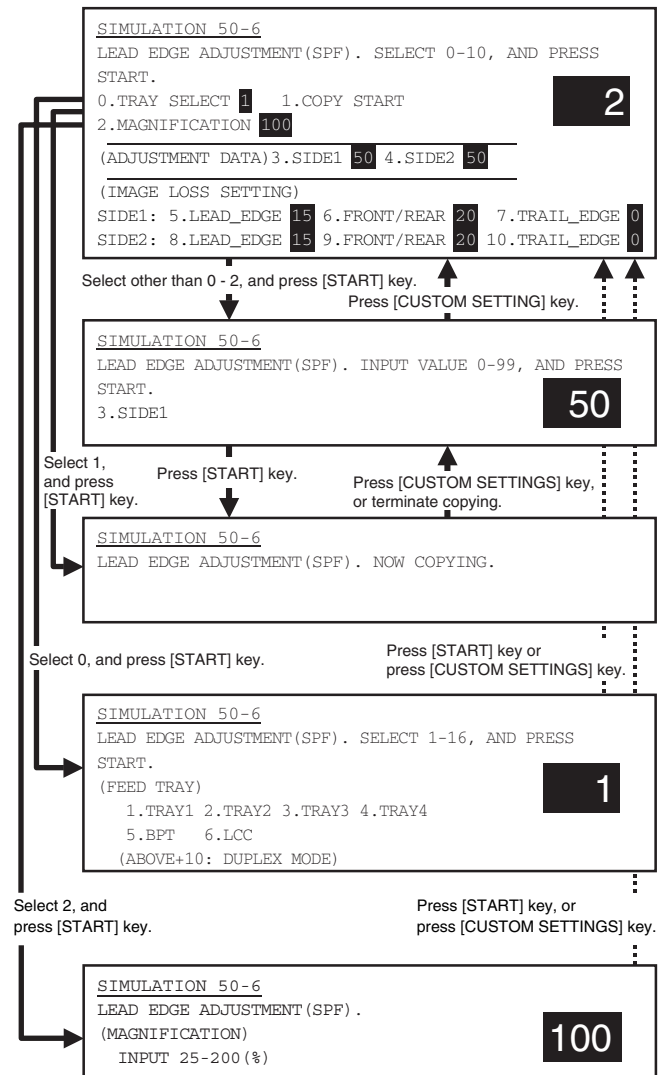 SIMULATION 50-6
LEAD EDGE ADJUSTMENT(SPF). SELECT 0-10, AND PRESS
START.
0.TRAY SELECT 1 1.COPY START
2
2.MAGNIFICATION 100
(ADJUSTMENT DATA)3.SIDE1 50 4.SIDE2 50
(IMAGE LOSS SETTING)
SIDE1: 5.LEAD_EDGE 15 6.FRONT/REAR 20 7.TRAIL_EDGE 0
SIDE2: 8.LEAD_EDGE 15 9.FRONT/REAR 20 10.TRAIL_EDGE 0
Select other than 0 - 2, and press [START] key.
Press [CUSTOM SETTING] key.
SIMULATION 50-6
LEAD EDGE ADJUSTMENT(SPF). INPUT VALUE 0-99, AND PRESS
START.
50
3.SIDE1
Select 1,
and press
[START] key.
Press [START] key.
Press [CUSTOM SETTINGS] key,
or terminate copying.
SIMULATION 50-6
LEAD EDGE ADJUSTMENT(SPF). NOW COPYING.
Select 0, and press [START] key.
Press [START] key or
press [CUSTOM SETTINGS] key.
SIMULATION 50-6
LEAD EDGE ADJUSTMENT(SPF). SELECT 1-16, AND PRESS
START.
(FEED TRAY)
1
1.TRAY1 2.TRAY2 3.TRAY3 4.TRAY4
5.BPT 6.LCC
(ABOVE+10: DUPLEX MODE)
Select 2, and
press [START] key.
Press [START] key, or
press [CUSTOM SETTINGS] key.
SIMULATION 50-6
LEAD EDGE ADJUSTMENT(SPF).
(MAGNIFICATION)
100
INPUT 25-200(%)